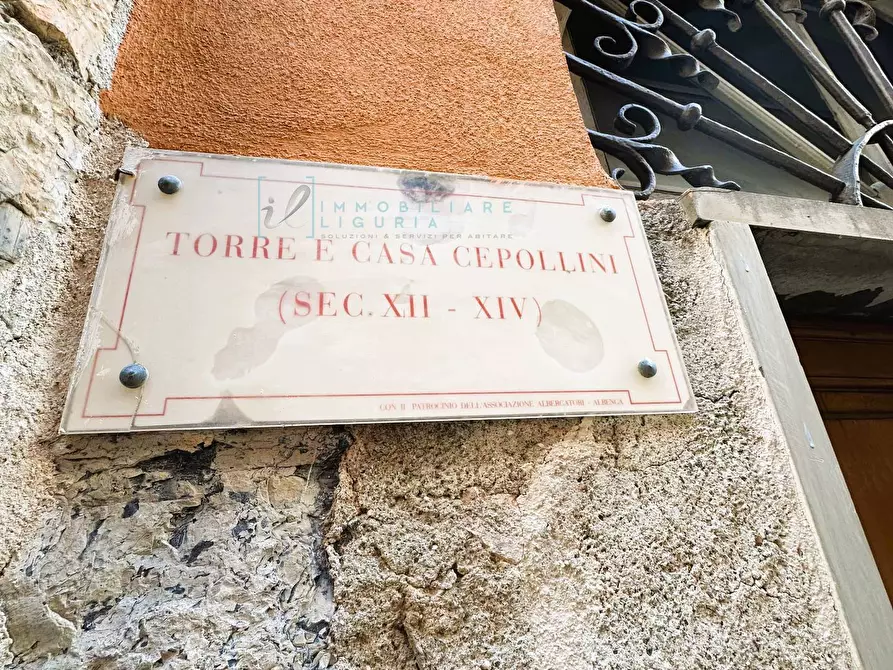 il IMMOBILIARE
LIGURIA
SOLUZIONI & SERVIZI PER ABITARE
TORRE E CASA CEPOLLINI
(SEC. XII - XIV)
CON IL PATROCINIO DELL'ASSOCIAZIONE ALBERGATORI - ALBENGA